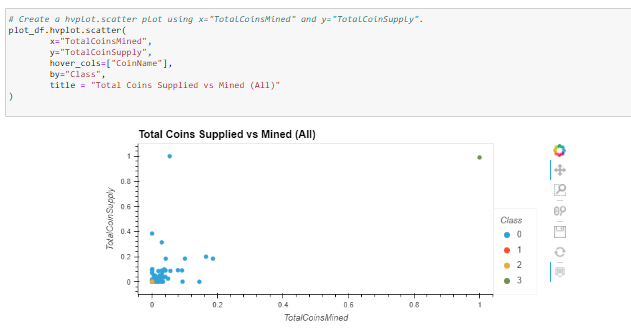 # Create a hvplot.scatter plot using x="TotalCoinsMined" and y="TotalCoinSupply".
plot_df.hvplot.scatter(
x="TotalCoinsMined",
y="TotalCoinSupply",
hover_cols=["CoinName"],
by="Class",
title = "Total Coins Supplied vs Mined (All)"
)
Total Coins Supplied vs Mined (All)
1
0.8
0.6
0.4
0.2
0
TotalCoinSupply
0
0.2
0.4
0.6
0.8
1
TotalCoinsMined
Class
0
1
2
3